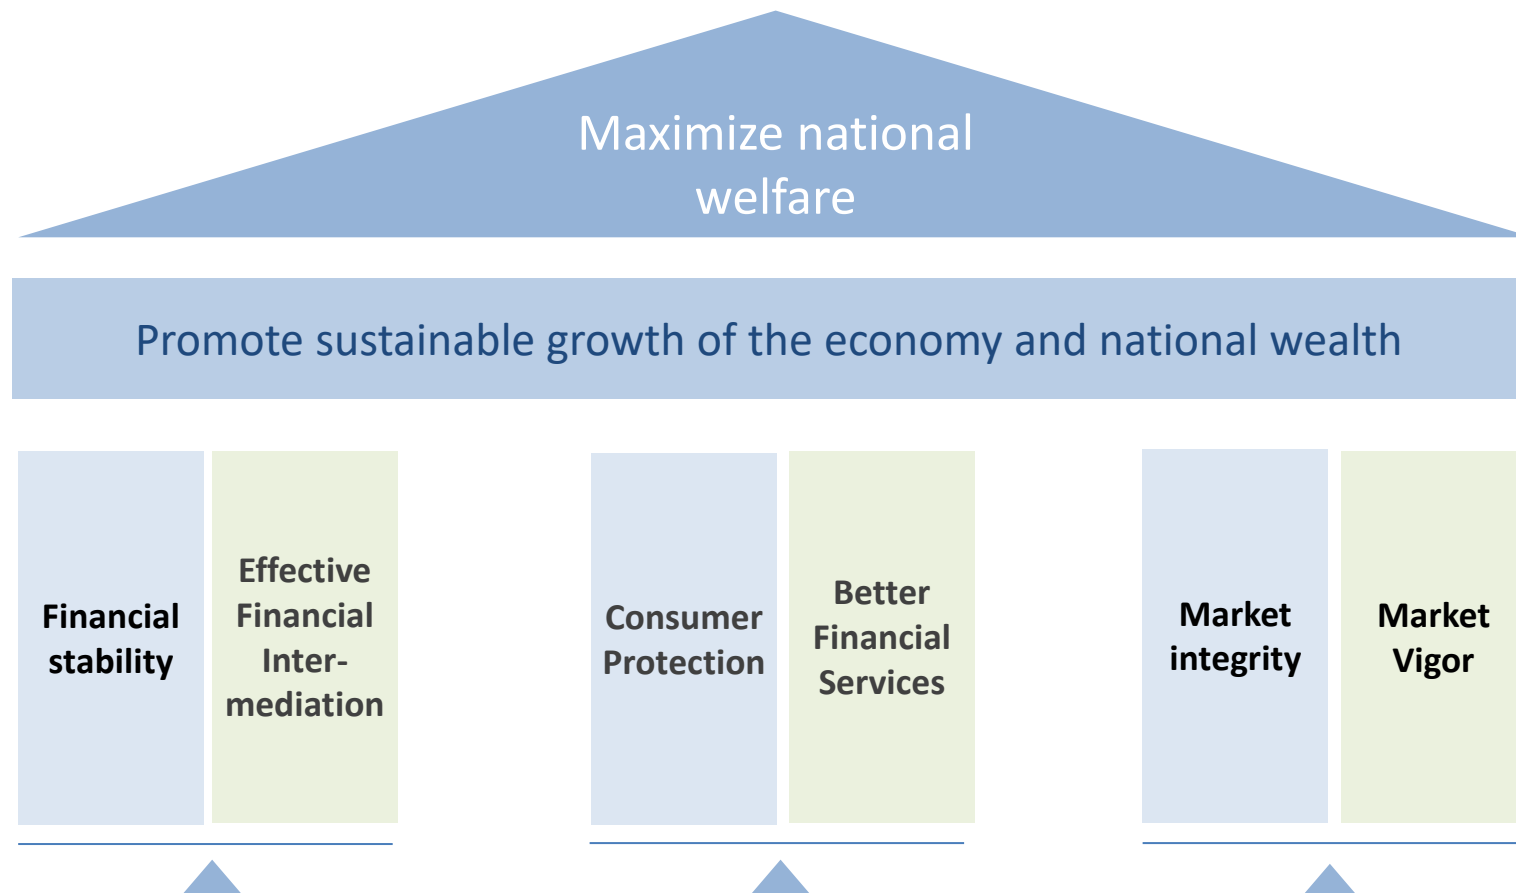 Maximize national
welfare
Promote sustainable growth of the economy and national wealth
Financial
stability
Effective
Financial
Inter-
mediation
Consumer
Protection
Better
Financial
Services
Market
integrity
Market
Vigor